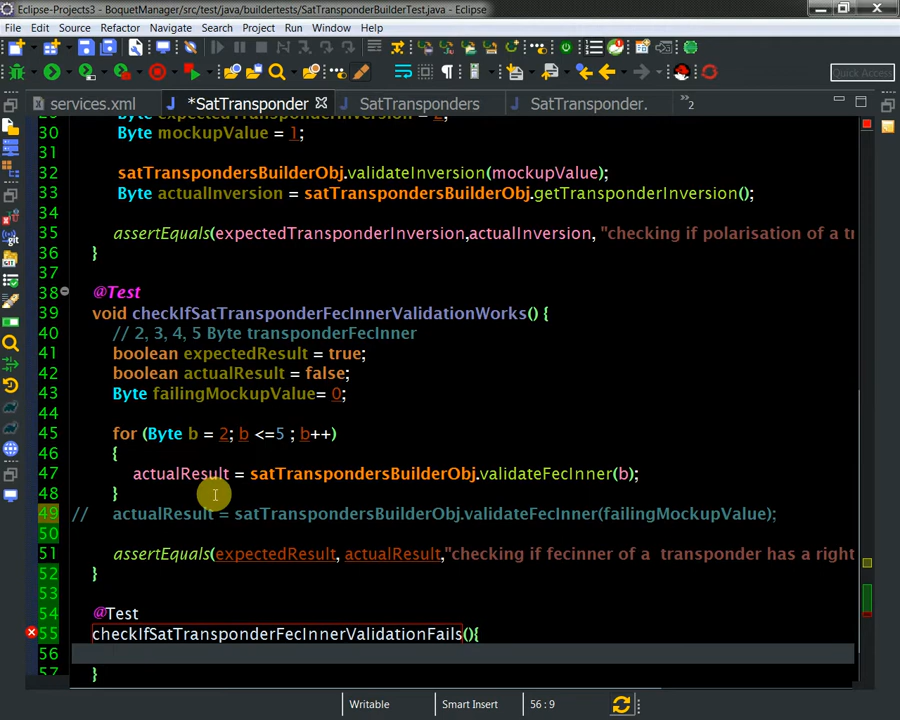 Eclipse-Projects3 - BoquetManager/src/test/java/buildertests/SatTransponderBuilderTest.java - Eclipse
File Edit Source Refactor Navigate Search Project Run Window Help
Quick Access
services.xml *SatTransponder SatTransponders SatTransponder. »2
Byte expectedTransponderInversion = 2;
30 Byte mockupValue = 1;
31
32 satTranspondersBuilderObj.validateInversion(mockupValue);
33 Byte actualInversion = satTranspondersBuilderObj.getTransponderInversion();
34
35 assertEquals(expectedTransponderInversion,actualInversion, "checking if polarisation of a tr
36 }
37
38 @Test
39 void checkIfSatTransponderFecInnerValidationWorks() {
40 // 2, 3, 4, 5 Byte transponderFecInner
41 boolean expectedResult = true;
42 boolean actualResult = false;
43 Byte failingMockupValue= 0;
44
45 for (Byte b = 2; b <=5 ; b++)
46 {
47 actualResult = satTranspondersBuilderObj.validateFecInner(b);
48 }
49 // actualResult = satTranspondersBuilderObj.validateFecInner(failingMockupValue);
50
51 assertEquals(expectedResult, actualResult,"checking if fecinner of a  transponder has a right
52 }
53
54 @Test
55 checkIfSatTransponderFecInnerValidationFails(){
56
57 }
Writable Smart Insert 56 : 9